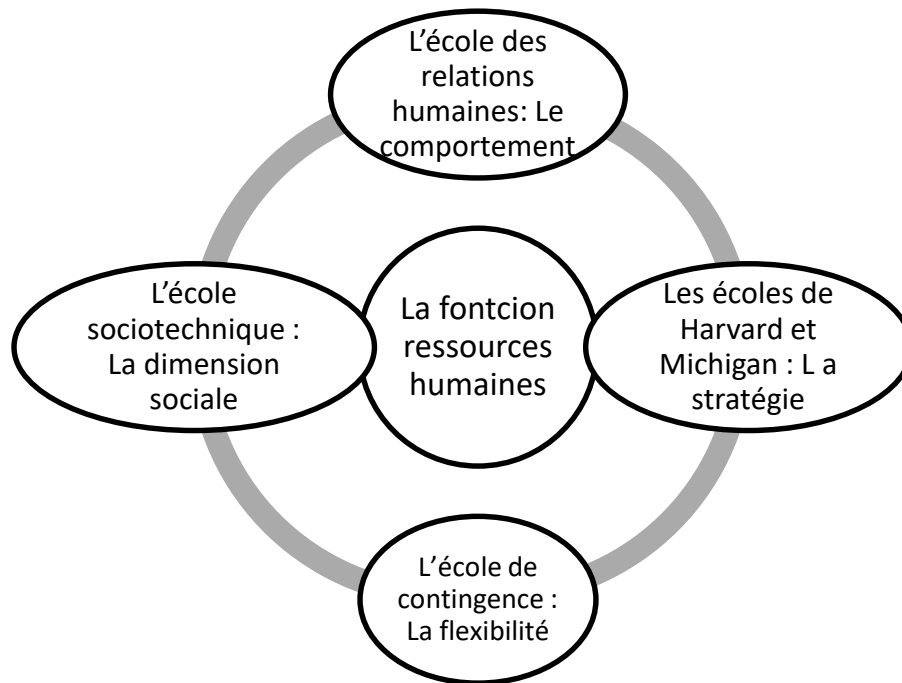 L’école des
relations
humaines: Le
comportement
L’école
sociotechnique :
La dimension
sociale
La fontcion
ressources
humaines
Les écoles de
Harvard et
Michigan : L a
stratégie
L’école de
contingence :
La flexibilité